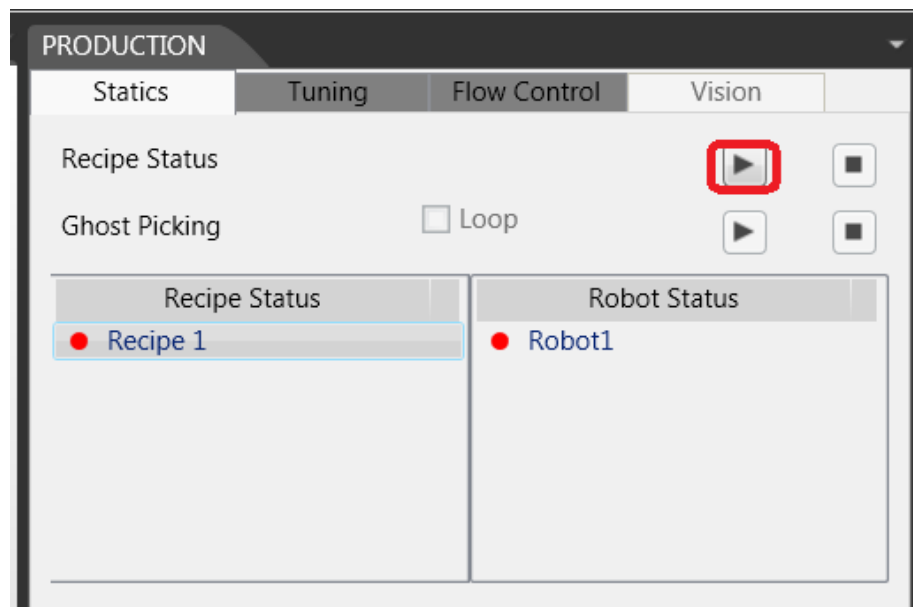 PRODUCTION
Statics Tuning Flow Control Vision
Recipe Status
Ghost Picking Loop
Recipe Status Robot Status
Recipe 1 Robot1